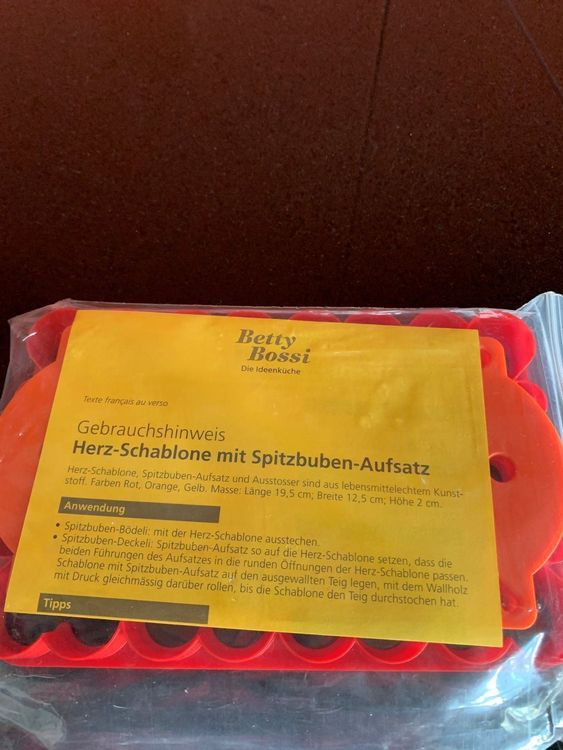 Betty
Bossi
Die Ideenküche
Texte français au verso
Gebrauchshinweis
Herz-Schablone mit Spitzbuben-Aufsatz
Herz-Schablone, Spitzbuben-Aufsatz und Ausstosser sind aus lebensmittelechtem Kunst-
stoff. Farben Rot, Orange, Gelb. Masse: Länge 19,5 cm; Breite 12,5 cm; Höhe 2 cm.
Anwendung
• Spitzbuben-Bödeli: mit der Herz-Schablone ausstechen.
• Spitzbuben-Deckeli: Spitzbuben-Aufsatz so auf die Herz-Schablone setzen, dass die
beiden Führungen des Aufsatzes in die runden Öffnungen der Herz-Schablone passen.
Schablone mit Spitzbuben-Aufsatz auf den ausgewallten Teig legen, mit dem Wallholz
mit Druck gleichmässig darüber rollen, bis die Schablone den Teig durchstochen hat.
Tipps